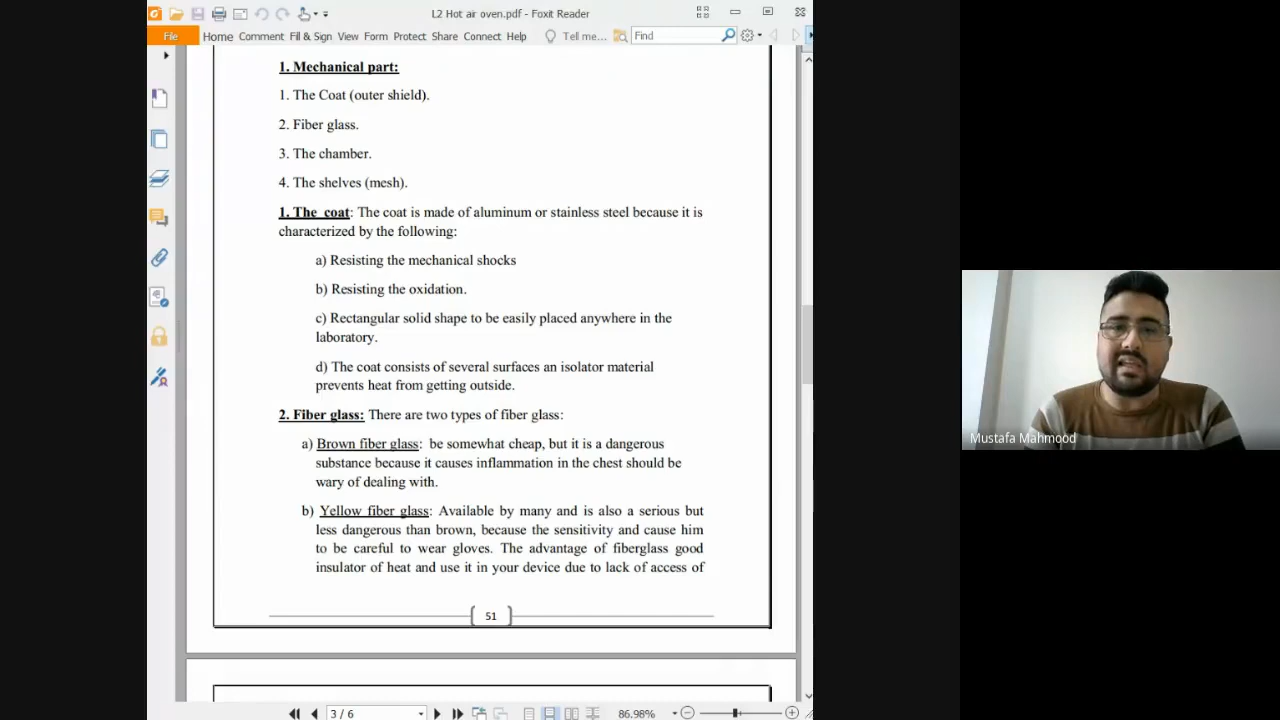 L2 Hot air oven.pdf - Foxit Reader
File Home Comment Fill & Sign View Form Protect Share Connect Help Tell me... Find
1. Mechanical part:
1. The Coat (outer shield).
2. Fiber glass.
3. The chamber.
4. The shelves (mesh).
1. The coat: The coat is made of aluminum or stainless steel because it is
characterized by the following:
a) Resisting the mechanical shocks
b) Resisting the oxidation.
c) Rectangular solid shape to be easily placed anywhere in the
laboratory.
d) The coat consists of several surfaces an isolator material
prevents heat from getting outside.
2. Fiber glass: There are two types of fiber glass:
a) Brown fiber glass: be somewhat cheap, but it is a dangerous
substance because it causes inflammation in the chest should be
wary of dealing with.
b) Yellow fiber glass: Available by many and is also a serious but
less dangerous than brown, because the sensitivity and cause him
to be careful to wear gloves. The advantage of fiberglass good
insulator of heat and use it in your device due to lack of access of
51
3 / 6
86.98%
Mustafa Mahmood